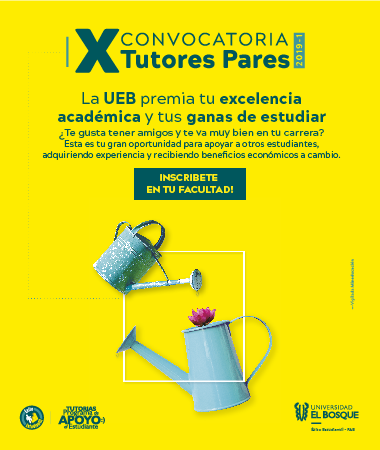 X CONVOCATORIA
Tutores Pares 2019-1
La UEB premia tu excelencia
académica y tus ganas de estudiar
¿Te gusta tener amigos y te va muy bien en tu carrera?
Esta es tu gran oportunidad para apoyar a otros estudiantes,
adquiriendo experiencia y recibiendo beneficios económicos a cambio.
INSCRIBETE
EN TU FACULTAD!
TUTORIAS
Programa de
APOYO
al Estudiante
UNIVERSIDAD
EL BOSQUE